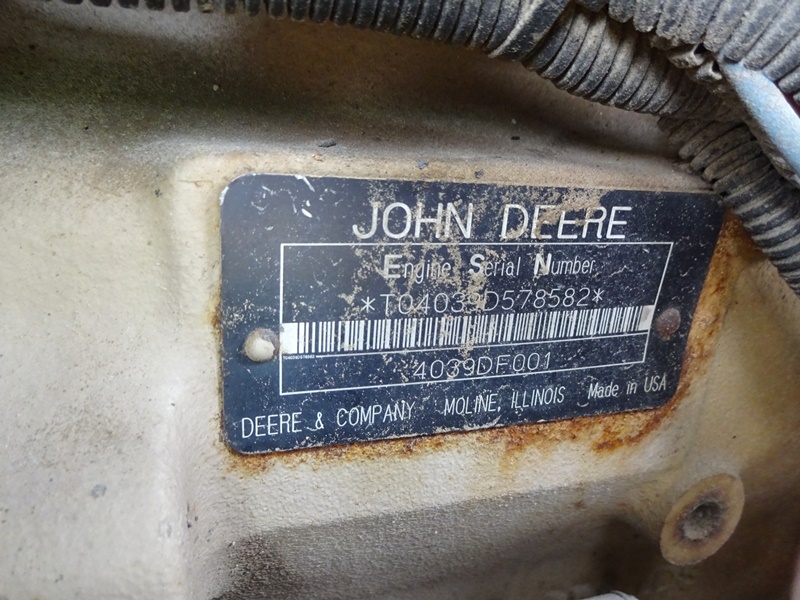 JOHN DEERE
Engine Serial Number
*T04039D578582*
4039DF001
DEERE & COMPANY MOLINE, ILLINOIS Made in USA